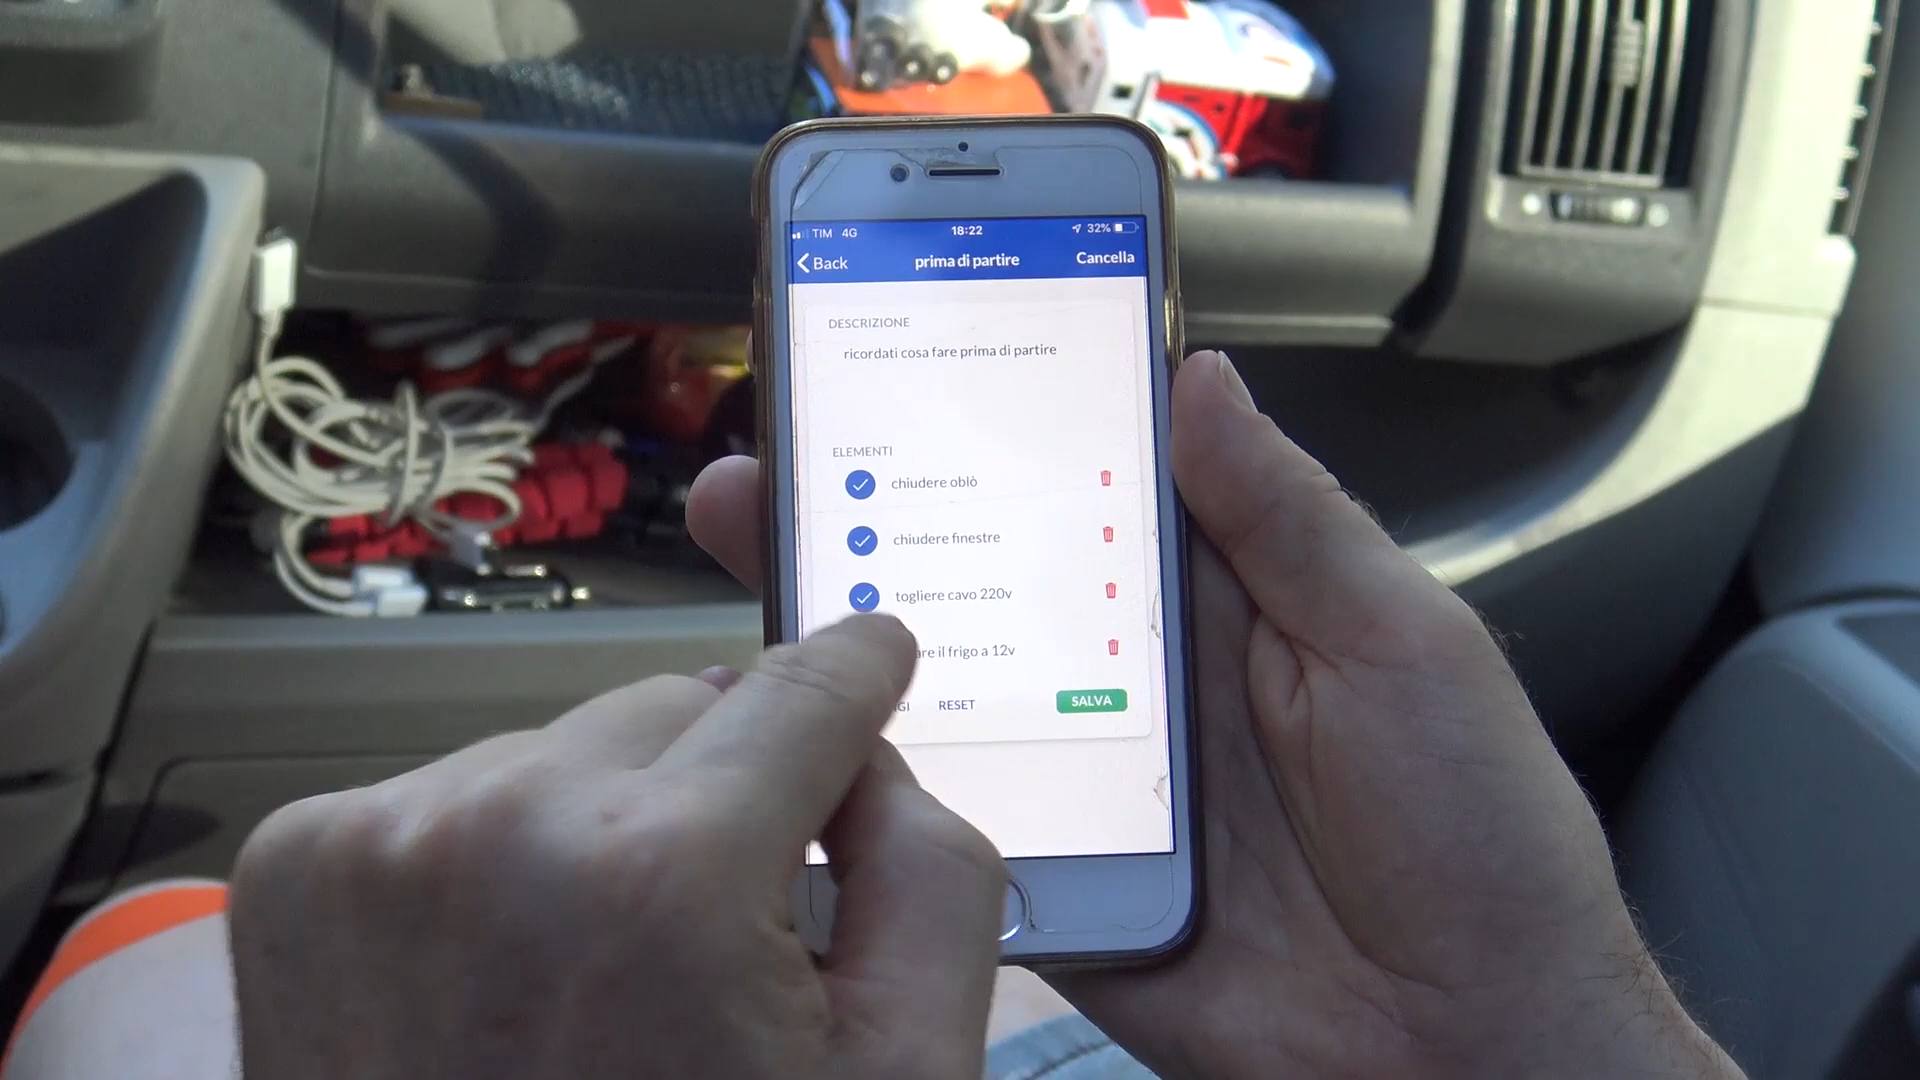 TIM 4G 18:22 32%
Back prima di partire Cancella
DESCRIZIONE
ricordati cosa fare prima di partire
ELEMENTI
chiudere oblò
chiudere finestre
togliere cavo 220v
il frigo a 12v
RESET SALVA